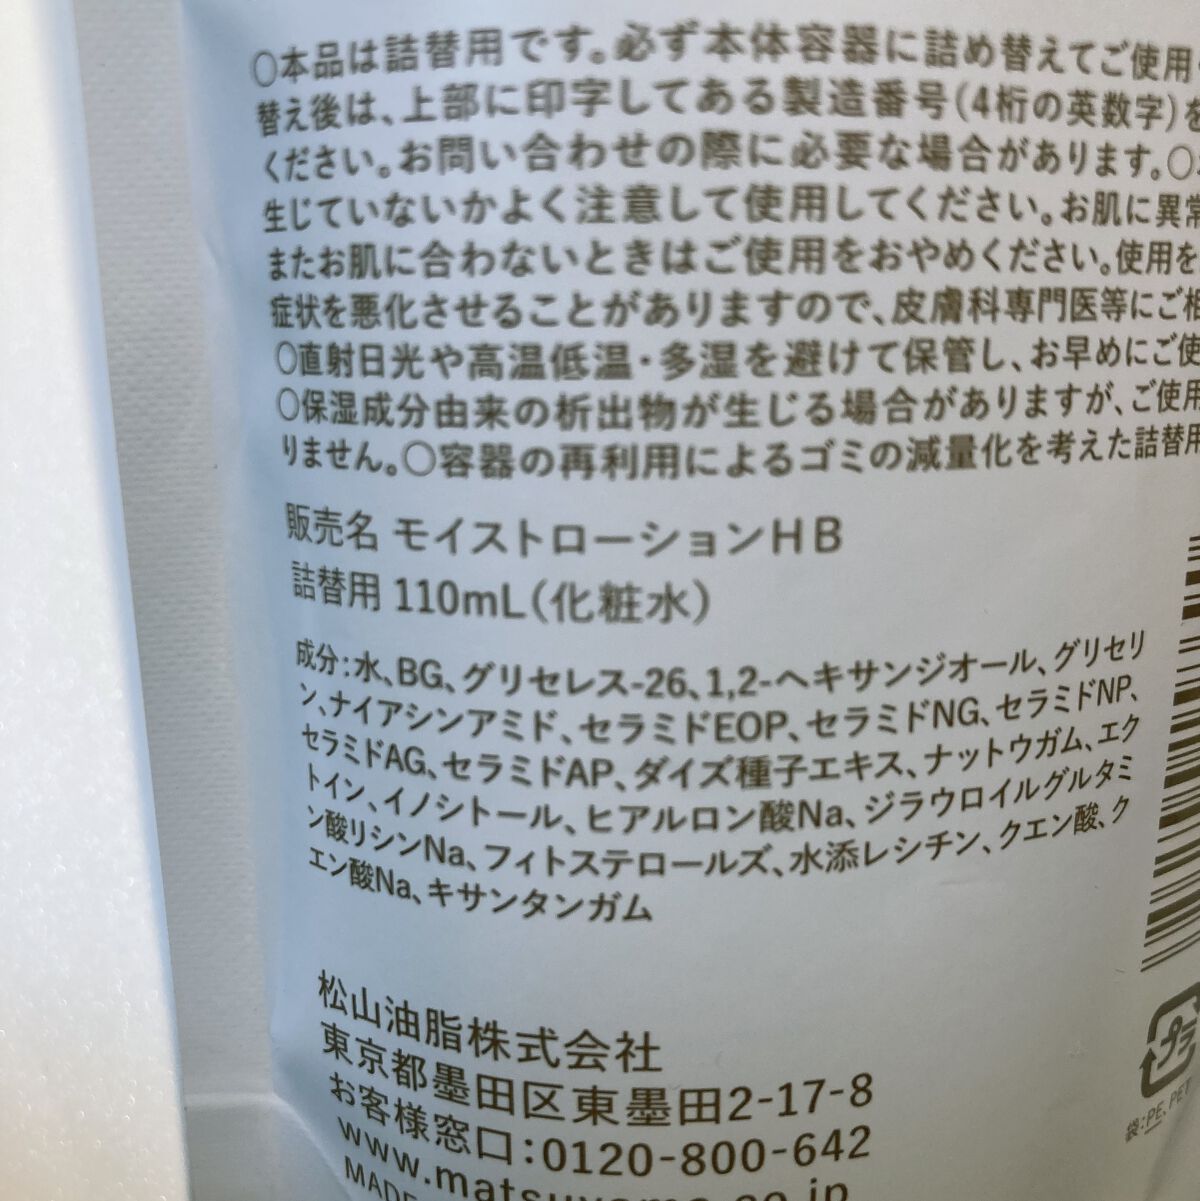 ○本品は詰替用です。必ず本体容器に詰め替えてご使用
替え後は、上部に印字してある製造番号(4桁の英数字)を
ください。お問い合わせの際に必要な場合があります。○
生じていないかよく注意して使用してください。お肌に異常
またお肌に合わないときはご使用をおやめください。使用を
症状を悪化させることがありますので、皮膚科専門医等にご相
○直射日光や高温低温・多湿を避けて保管し、お早めにご使
○保湿成分由来の析出物が生じる場合がありますが、ご使用
りません。○容器の再利用によるゴミの減量化を考えた詰替用
販売名 モイストローションHB
詰替用 110mL(化粧水)
成分:水、BG、グリセレス-26、1,2-ヘキサンジオール、グリセリ
ン、ナイアシンアミド、セラミドEOP、セラミドNG、セラミドNP、
セラミドAG、セラミドAP、ダイズ種子エキス、ナットウガム、エク
トイン、イノシトール、ヒアルロン酸Na、ジラウロイルグルタミ
ン酸リシンNa、フィトステロールズ、水添レシチン、クエン酸、ク
エン酸Na、キサンタンガム
松山油脂株式会社
東京都墨田区東墨田2-17-8
お客様窓口:0120-800-642
www.matsuyama.co.jp
MADE
プラ
袋:PE、PET